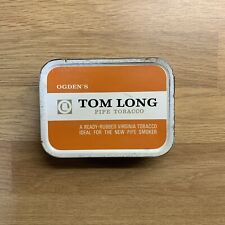 OGDEN'S
TOM LONG
PIPE TOBACCO
A READY-RUBBED VIRGINIA TOBACCO
IDEAL FOR THE NEW PIPE SMOKER